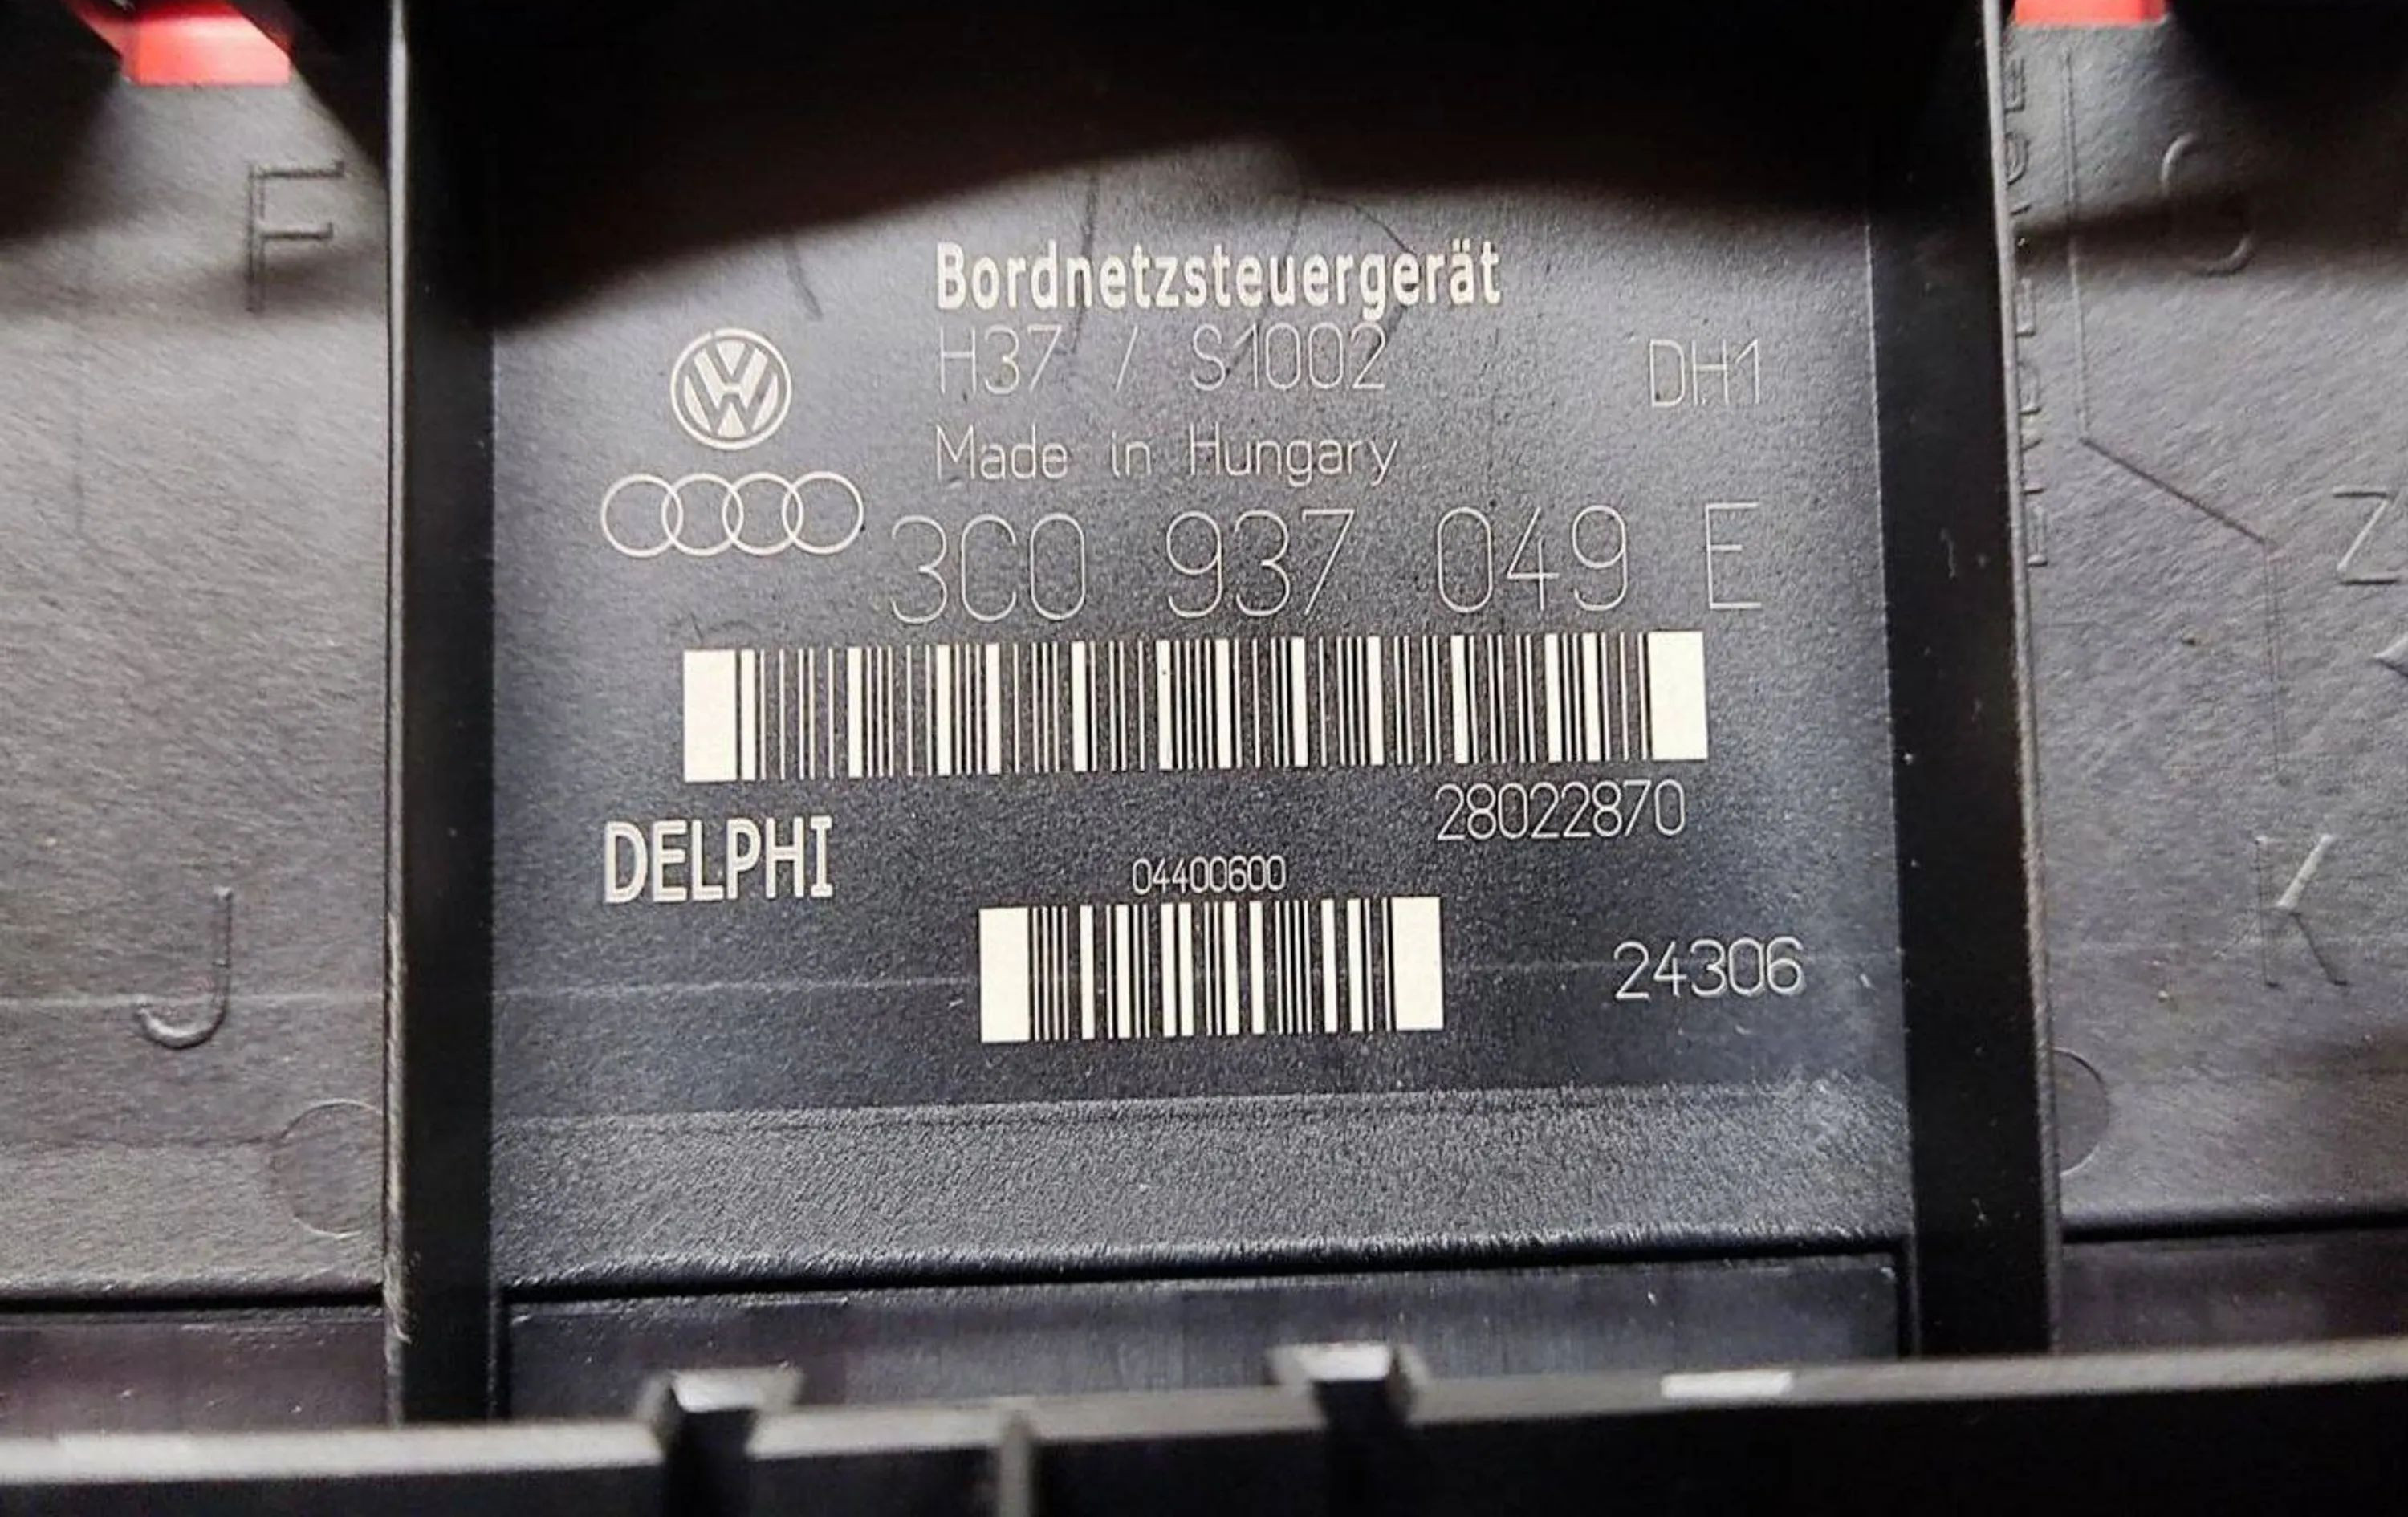 F
Bordnetzsteuergerät
H37 / S1002 DH1
Made in Hungary
3C0 937 049 E
28022870
DELPHI
04400600
24306
J
G
Z
K